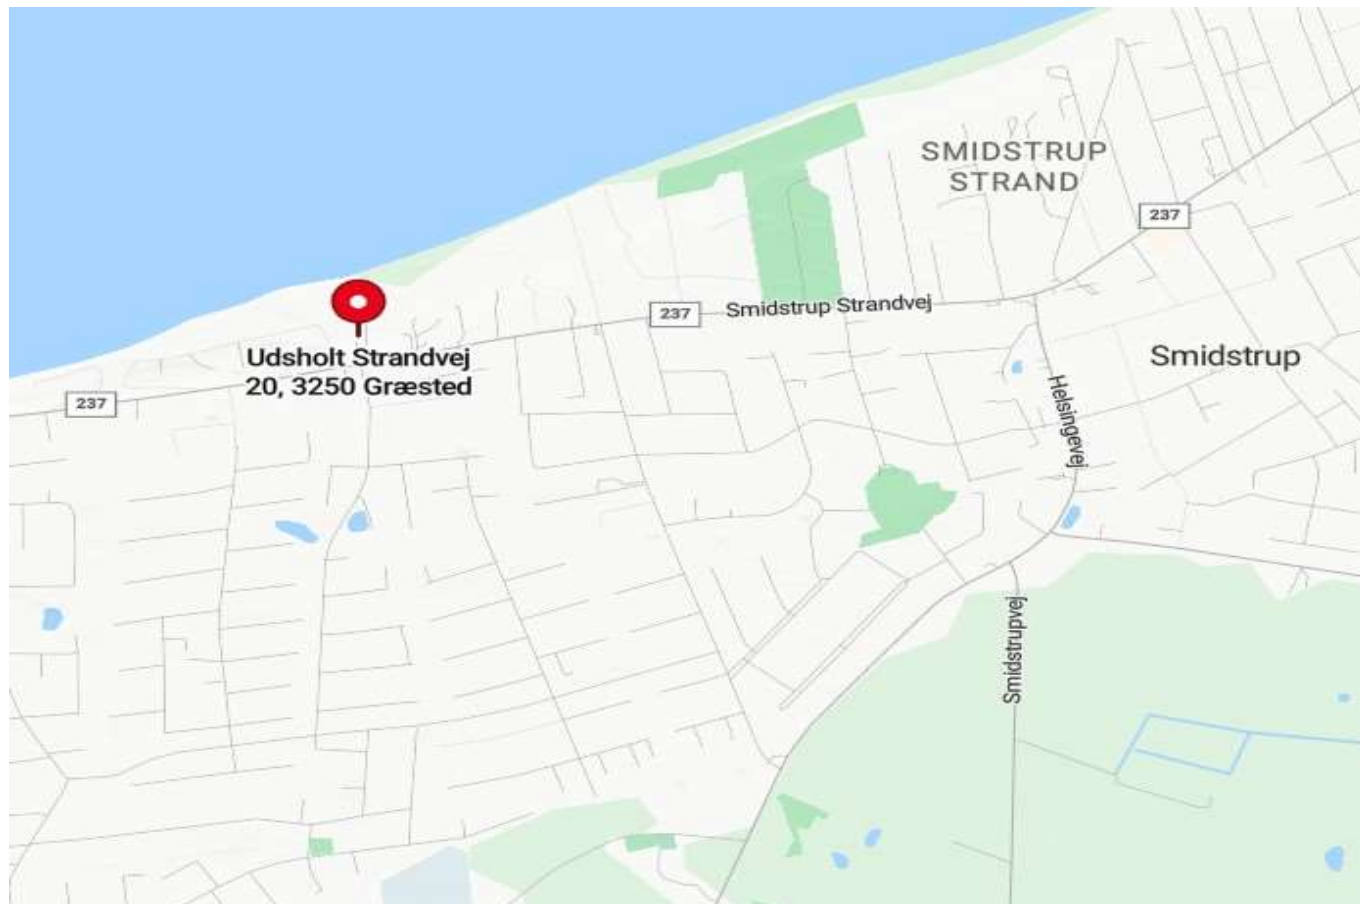 SMIDSTRUP
STRAND
237
237
Smidstrup Strandvej
Udsholt Strandvej
20, 3250 Græsted
Smidstrup
237
Helsingevej
Smidstrupvej